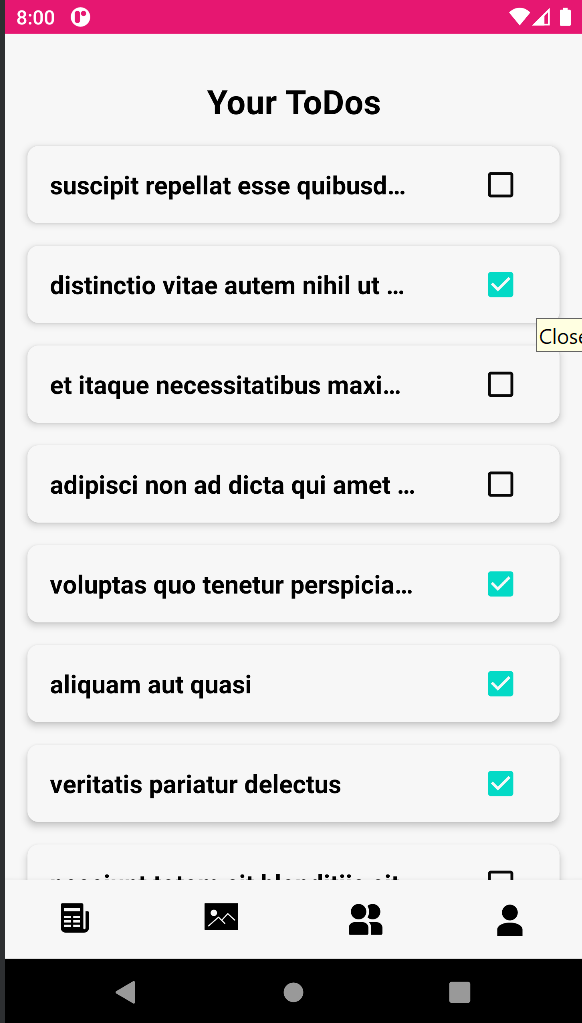 8:00
Your ToDos
suscipit repellat esse quibusd...
distinctio vitae autem nihil ut ...
Close
et itaque necessitatibus maxi...
adipisci non ad dicta qui amet ...
voluptas quo tenetur perspicia...
aliquam aut quasi
veritatis pariatur delectus